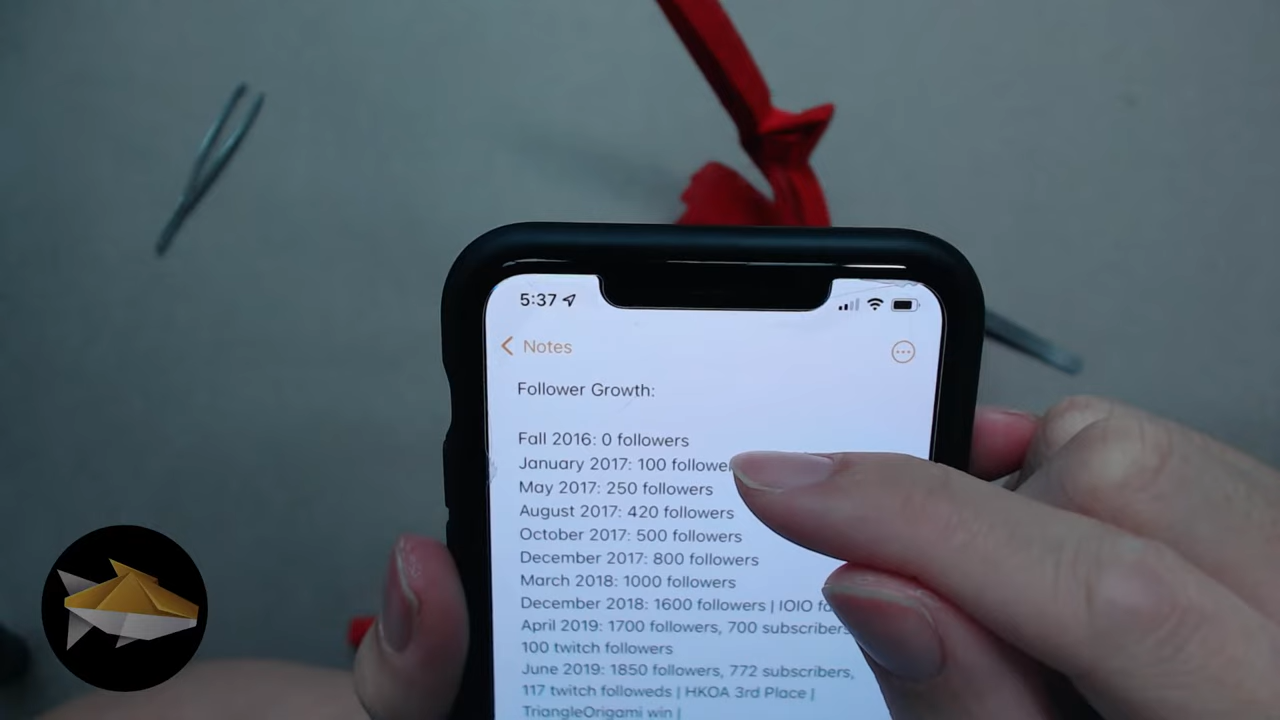 5:37
Notes
Follower Growth:
Fall 2016: 0 followers
January 2017: 100
May 2017: 250 followers
August 2017: 420 followers
October 2017: 500 followers
December 2017: 800 followers
March 2018: 1000 followers
December 2018: 1600 followers | IOIO
April 2019: 1700 followers, 700 subscribers
100 twitch followers
June 2019: 1850 followers, 772 subscribers,
117 twitch followeds | HKOA 3rd Place |
TriangleOrigami win |